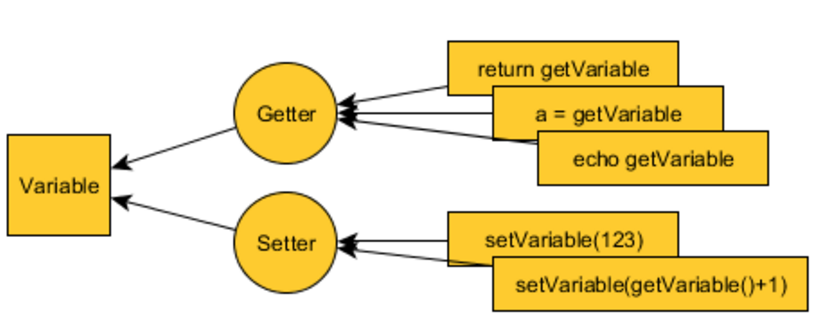 return getVariable
Getter
a = getVariable
echo getVariable
Variable
setVariable(123)
Setter
setVariable(getVariable()+1)